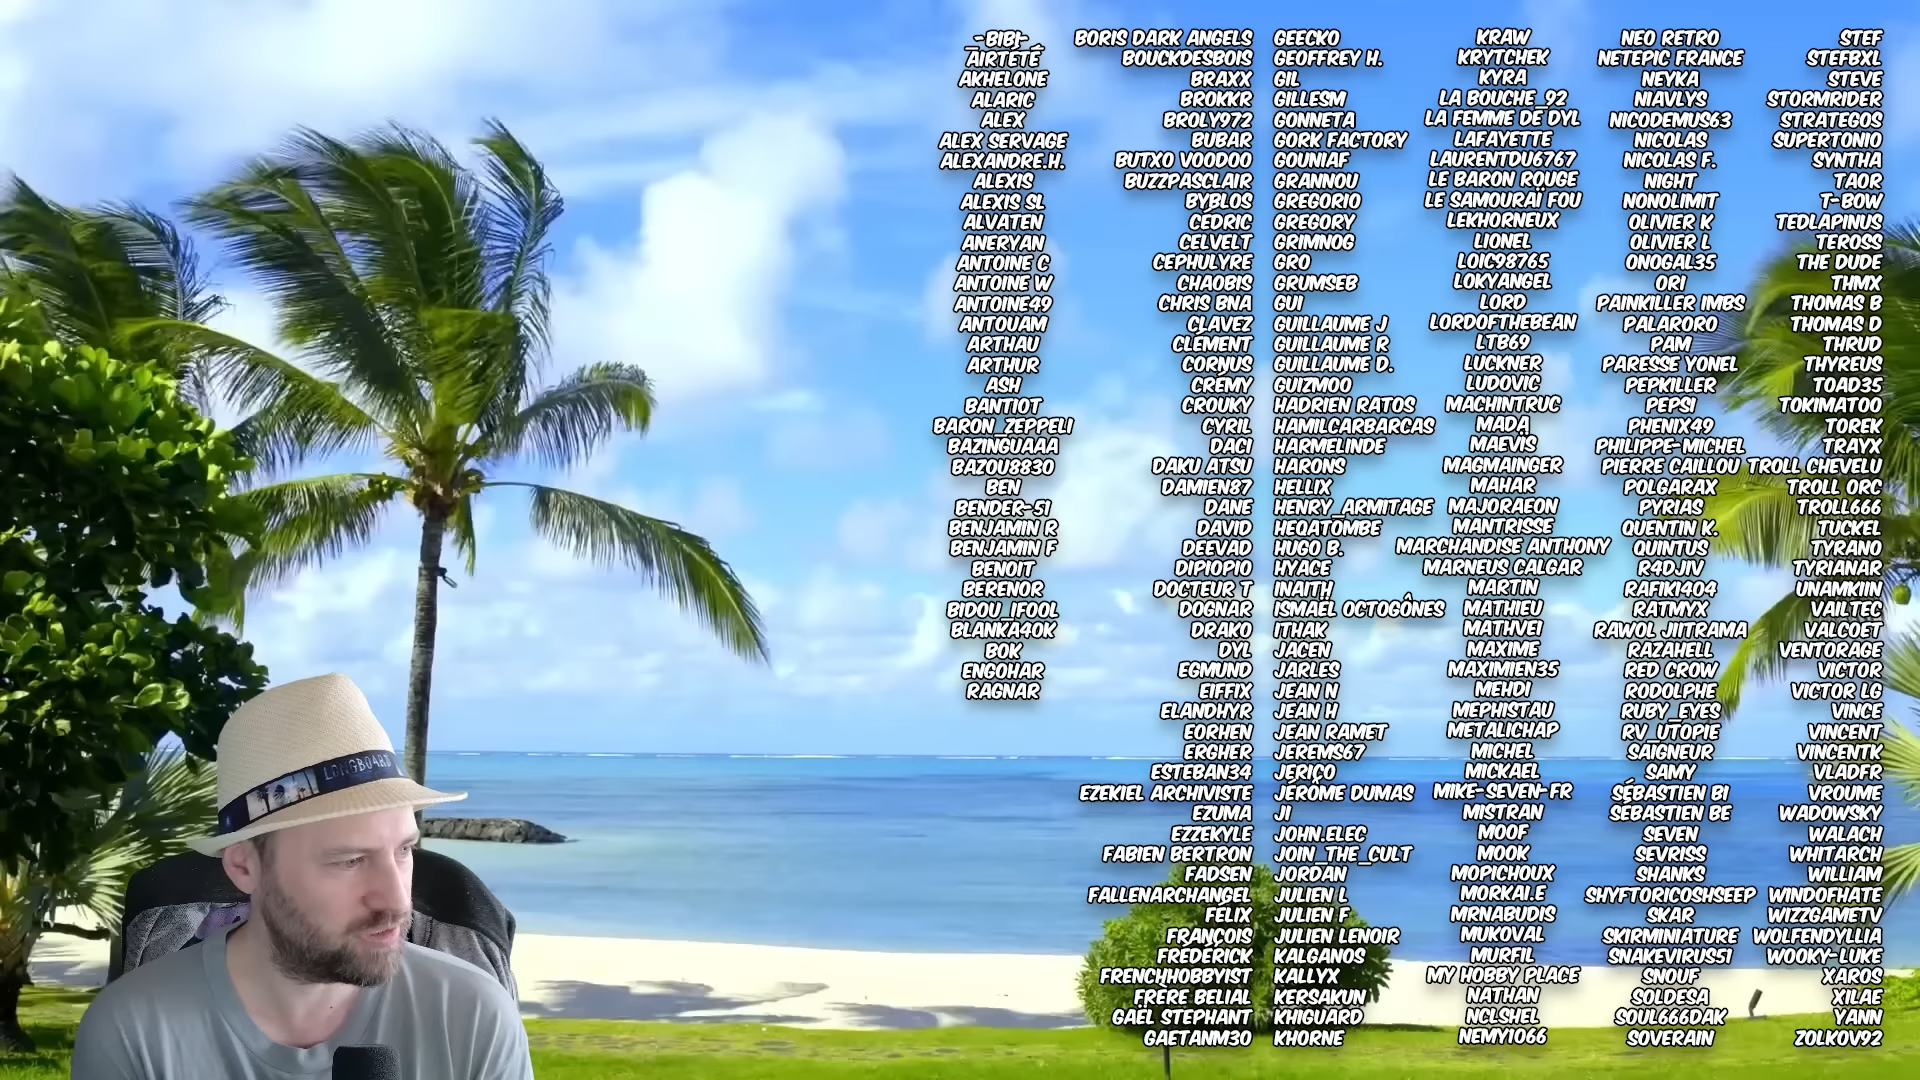 _-BIBI-_
AIRTÉTÉ
AKHELONE
ALARIC
ALEX
ALEX SERVAGE
ALEXANDRE.H.
ALEXIS
ALEXIS SL
ALVATEN
ANERYAN
ANTOINE C
ANTOINE W
ANTOINE49
ANTOUAM
ARTHAU
ARTHUR
ASH
BANTIOT
BARON_ZEPPELI
BAZINGUAAA
BAZOU8830
BEN
BENDER-51
BENJAMIN R
BENJAMIN F
BENOIT
BERENOR
BIDOU_IFOOL
BLANKA40K
BOK
ENGOHAR
RAGNAR
BORIS DARK ANGELS
BOUCKDESBOIS
BRAXX
BROKKR
BROLY972
BUBAR
BUTXO VOODOO
BUZZPASCLAIR
BYBLOS
CEDRIC
CELVELT
CEPHULYRE
CHAOBIS
CHRIS BNA
CLAVEZ
CLÉMENT
CORNUS
CREMY
CROUKY
CYRIL
DACI
DAKU ATSU
DAMIEN87
DANE
DAVID
DEEVAD
DIPIOPIO
DOCTEUR T
DOGNAR
DRAKO
DYL
EGMUND
EIFFIX
ELANDHYR
EORHEN
ERGHER
ESTEBAN34
EZEKIEL ARCHIVISTE
EZUMA
EZZEKYLE
FABIEN BERTRON
FADSEN
FALLENARCHANGEL
FELIX
FRANÇOIS
FREDERICK
FRENCHHOBBYIST
FRÈRE BELIAL
GAËL STEPHANT
GAETANM30
GEECKO
GEOFFREY H.
GIL
GILLESM
GONNETA
GORK FACTORY
GOUNIAF
GRANNOU
GREGORIO
GREGORY
GRIMNOG
GRO
GRUMSEB
GUI
GUILLAUME J
GUILLAUME R
GUILLAUME D.
GUIZMOO
HADRIEN RATOS
HAMILCARBARCAS
HARMELINDE
HARONS
HELLIX
HENRY_ARMITAGE
HEQATOMBE
HUGO B.
HYACE
INAITH
ISMAËL OCTOGÔNES
ITHAK
JACEN
JARLES
JEAN N
JEAN H
JEAN RAMET
JEREMS67
JERICO
JÉRÔME DUMAS
JI
JOHN.ELEC
JOIN_THE_CULT
JORDAN
JULIEN L
JULIEN F
JULIEN LENOIR
KALGANOS
KALLYX
KERSAKUN
KHIGUARD
KHORNE
KRAW
KRYTCHEK
KYRA
LA BOUCHE_92
LA FEMME DE DYL
LAFAYETTE
LAURENTDU6767
LE BARON ROUGE
LE SAMOURAÏ FOU
LEKHORNEUX
LIONEL
LOIC98765
LOKYANGEL
LORD
LORDOFTHEBEAN
LTB69
LUCKNER
LUDOVIC
MACHINTRUC
MADA
MAEVÏS
MAGMAINGER
MAHAR
MAJORAEON
MANTRISSE
MARCHANDISE ANTHONY
MARNEUS CALGAR
MARTIN
MATHIEU
MATHVEI
MAXIME
MAXIMIEN35
MEHDI
MEPHISTAU
METALICHAP
MICHEL
MICKAEL
MIKE-SEVEN-FR
MISTRAN
MOOF
MOOK
MOPICHOUX
MORKAI.E
MRNABUDIS
MUKOVAL
MURFIL
MY HOBBY PLACE
NATHAN
NCLSHEL
NEMY1066
NEO RETRO
NETEPIC FRANCE
NEYKA
NIAVLYS
NICODEMUS63
NICOLAS
NICOLAS F.
NIGHT
NONOLIMIT
OLIVIER K
OLIVIER L
ONOGAL35
ORI
PAINKILLER IMBS
PALARORO
PAM
PARESSE YONEL
PEPKILLER
PEPSI
PHENIX49
PHILIPPE-MICHEL
PIERRE CAILLOU
POLGARAX
PYRIAS
QUENTIN K.
QUINTUS
R4DJIV
RAFIKI404
RATMYX
RAWOL JIITRAMA
RAZAHELL
RED CROW
RODOLPHE
RUBY_EYES
RV_UTOPIE
SAIGNEUR
SAMY
SÉBASTIEN BI
SÉBASTIEN BE
SEVEN
SEVRISS
SHANKS
SHYFTORICOSHSEEP
SKAR
SKIRMINIATURE
SNAKEVIRUS51
SNOUF
SOLDESA
SOUL666DAK
SOVERAIN
STEF
STEFBXL
STEVE
STORMRIDER
STRATEGOS
SUPERTONIO
SYNTHA
TAOR
T-BOW
TEDLAPINUS
TEROSS
THE DUDE
THMX
THOMAS B
THOMAS D
THRUD
THYREUS
TOAD35
TOKIMATOO
TOREK
TRAYX
TROLL CHEVELU
TROLL ORC
TROLL666
TUCKEL
TYRANO
TYRIANAR
UNAMKIIN
VAILTEC
VALCOET
VENTORAGE
VICTOR
VICTOR LG
VINCE
VINCENT
VINCENTK
VLADFR
VROUME
WADOWSKY
WALACH
WHITARCH
WILLIAM
WINDOFHATE
WIZZGAMETV
WOLFENDYLLIA
WOOKY-LUKE
XAROS
XILAE
YANN
ZOLKOV92
LONGBOARD